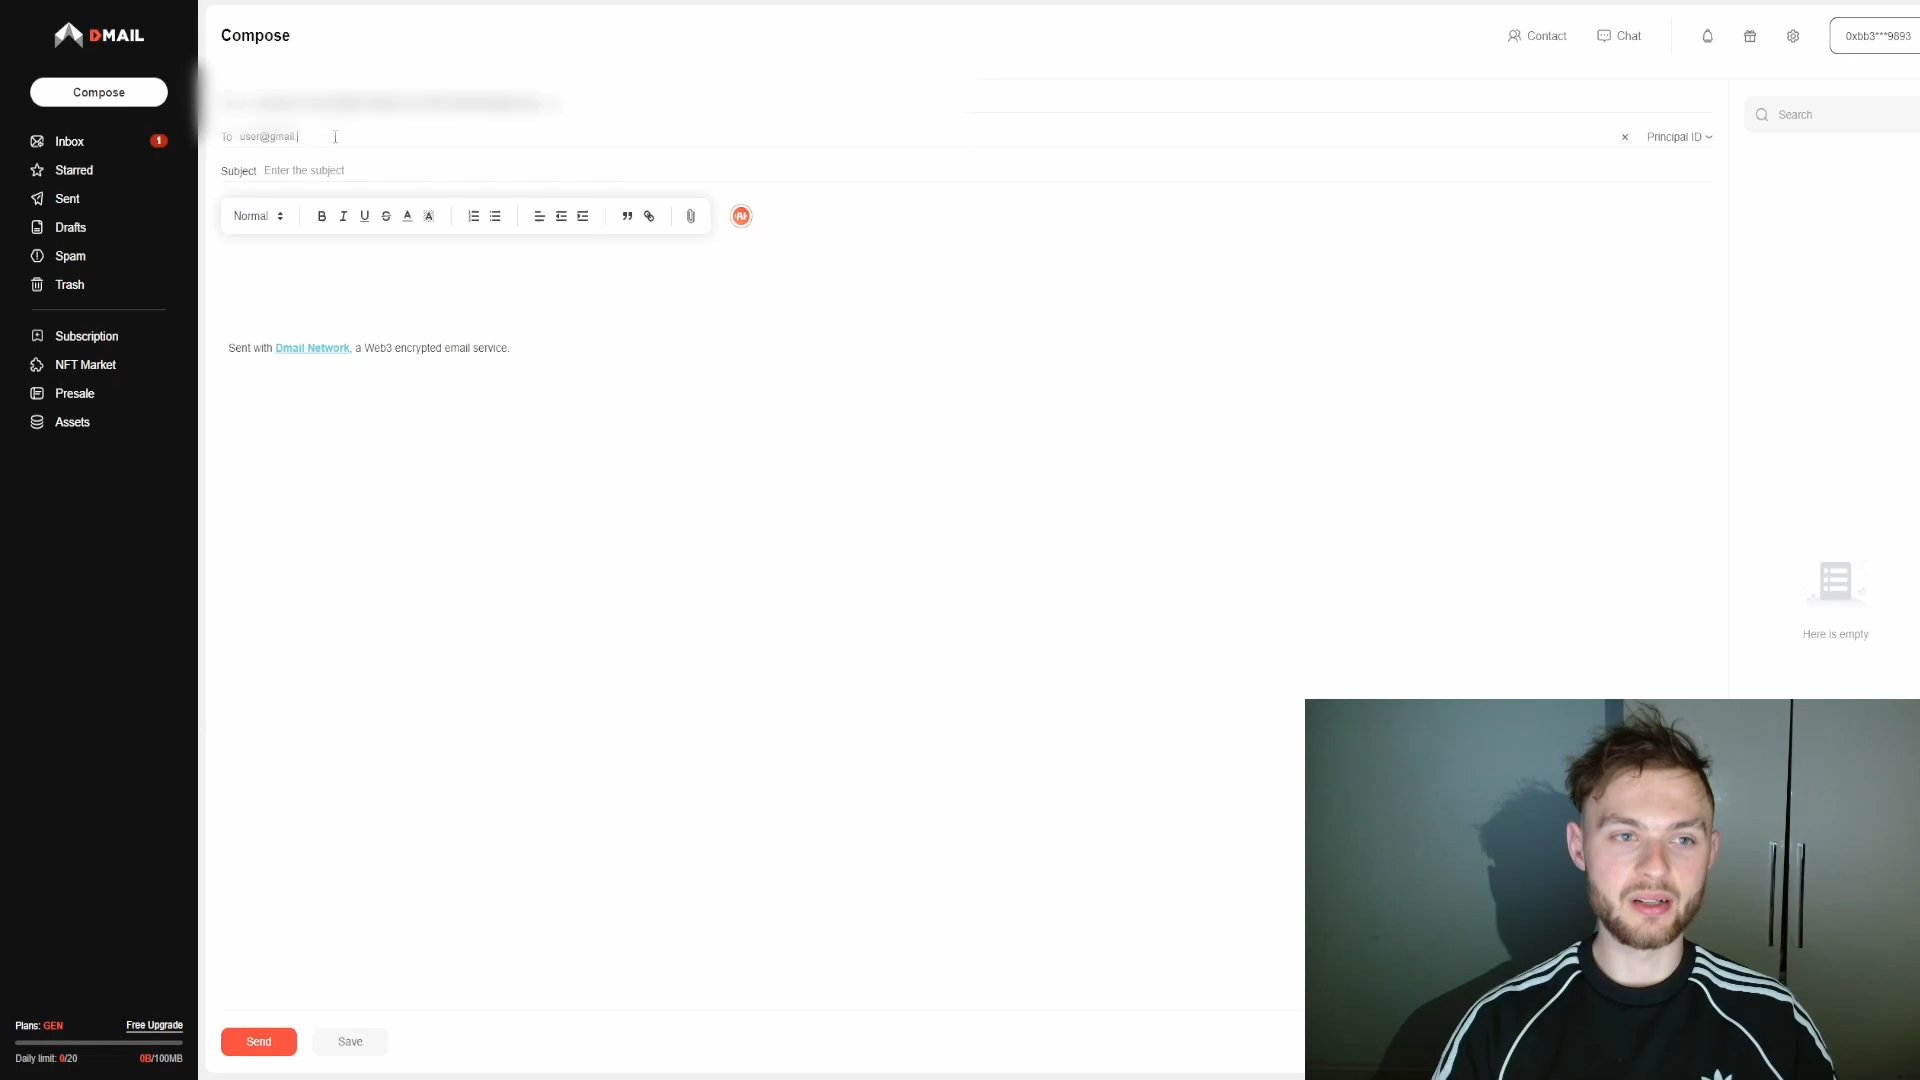 DMAIL
Compose
Contact
Chat
0xbb3***9893
Compose
Inbox
1
Starred
Sent
Drafts
Spam
Trash
Subscription
NFT Market
Presale
Assets
To user@gmail.
Principal ID
Search
Subject Enter the subject
Normal
Sent with Dmail Network, a Web3 encrypted email service.
Here is empty
Plans: GEN
Free Upgrade
Daily limit: 0/20
0B/100MB
Send
Save